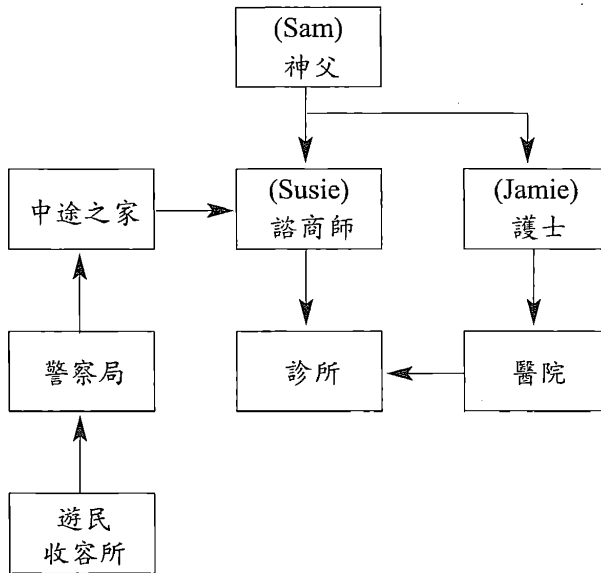 (Sam)
神父
中途之家
(Susie)
諮商師
(Jamie)
護士
警察局
診所
醫院
遊民
收容所